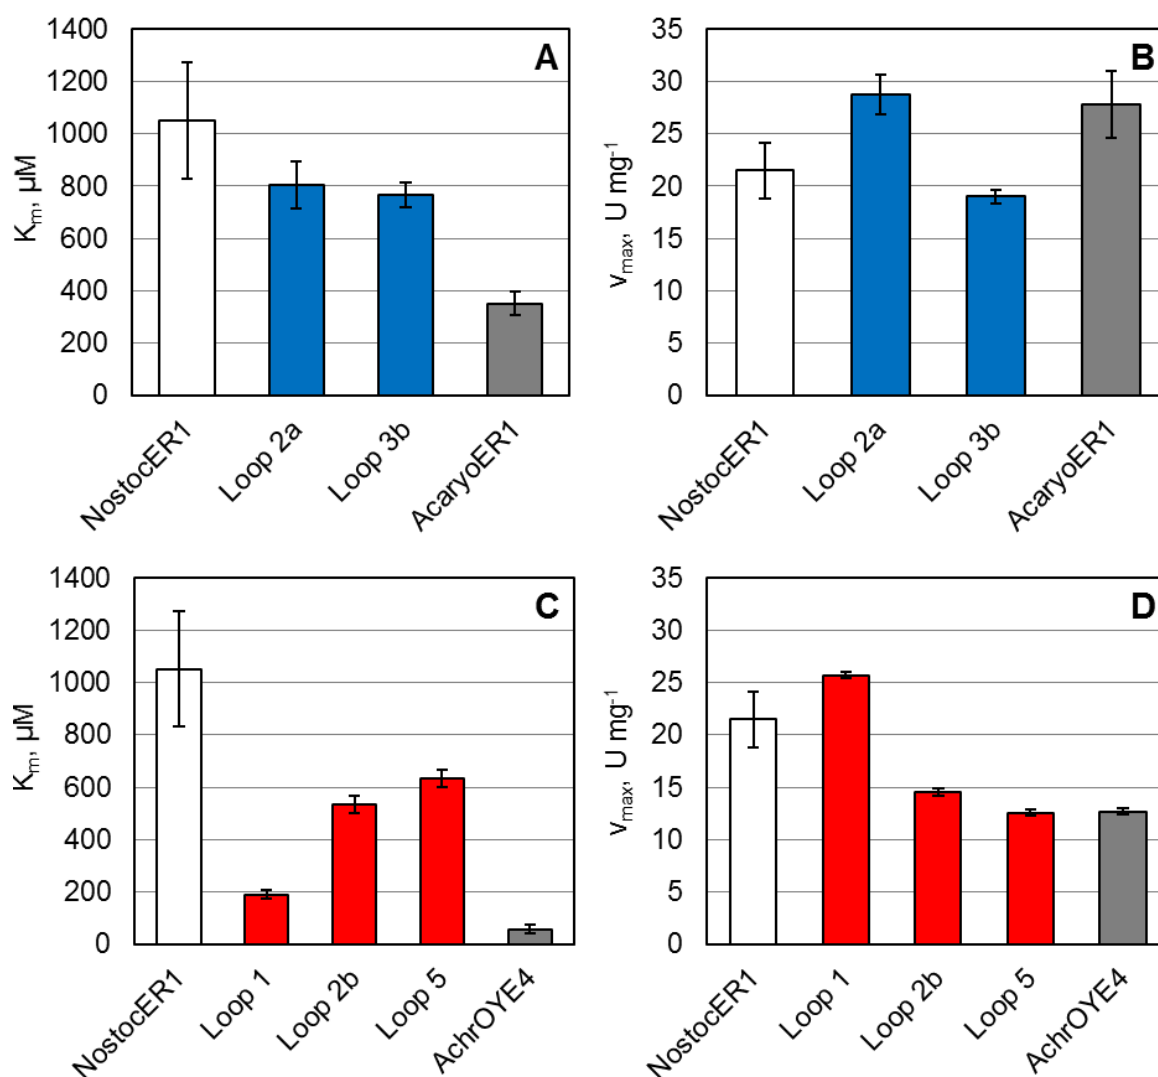 A
1400
1200
1000
800
600
400
200
0
Km, µM
NostocER1
Loop 2a
Loop 3b
AcaryoER1
B
35
30
25
20
15
10
5
0
vmax, U mg-1
NostocER1
Loop 2a
Loop 3b
AcaryoER1
C
1400
1200
1000
800
600
400
200
0
Km, µM
NostocER1
Loop 1
Loop 2b
Loop 5
AchrOYE4
D
35
30
25
20
15
10
5
0
vmax, U mg-1
NostocER1
Loop 1
Loop 2b
Loop 5
AchrOYE4